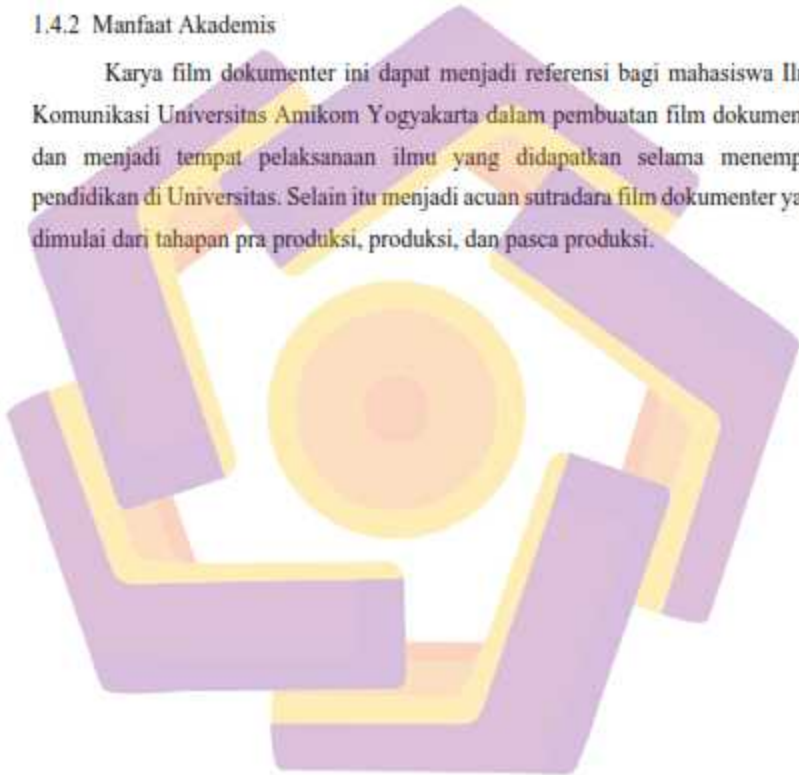 1.4.2 Manfaat Akademis
Karya film dokumenter ini dapat menjadi referensi bagi mahasiswa
Komunikasi Universitas Amikom Yogyakarta dalam pembuatan film
dan menjadi tempat pelaksanaan ilmu yang didapatkan selama
pendidikan di Universitas. Selain itu menjadi acuan sutradara film dokumenter
dimulai dari tahapan pra produksi, produksi, dan pasca produksi.